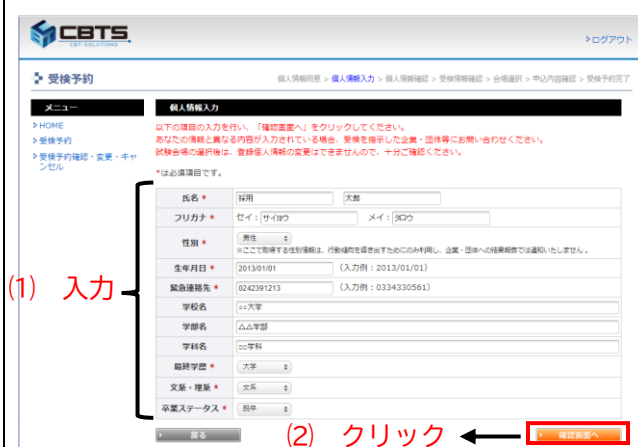 CBTS
CBT-SOLUTIONS
ログアウト
受検予約
個人情報同意 > 個人情報入力 > 個人情報確認 > 受検情報確認 > 会場選択 > 申込内容確認 > 受検予約完了
メニュー
HOME
受検予約
受検予約確認・変更・キャ
ンセル
個人情報入力
以下の項目の入力を行い、「確認画面へ」をクリックしてください。
あなたの情報と異なる内容が入力されている場合、受検を指示した企業・団体等にお問い合わせください。
試験会場の選択後は、登録個人情報の変更はできませんので、十分ご確認ください。
*は必須項目です。
氏名 * 採用 太郎
フリガナ * セイ：サイヨウ メイ：タロウ
性別 * 男性
※ここで取得する性別情報は、行動傾向を導き出すためにのみ利用し、企業・団体への結果報告では通知いたしません。
生年月日 * 2013/01/01 (入力例：2013/01/01)
緊急連絡先 * 0242391213 (入力例：0334330561)
学校名 ○○大学
学部名 △△学部
学科名 □□学科
最終学歴 * 大学
文系・理系 * 文系
卒業ステータス * 既卒
(1) 入力
戻る
(2) クリック
確認画面へ